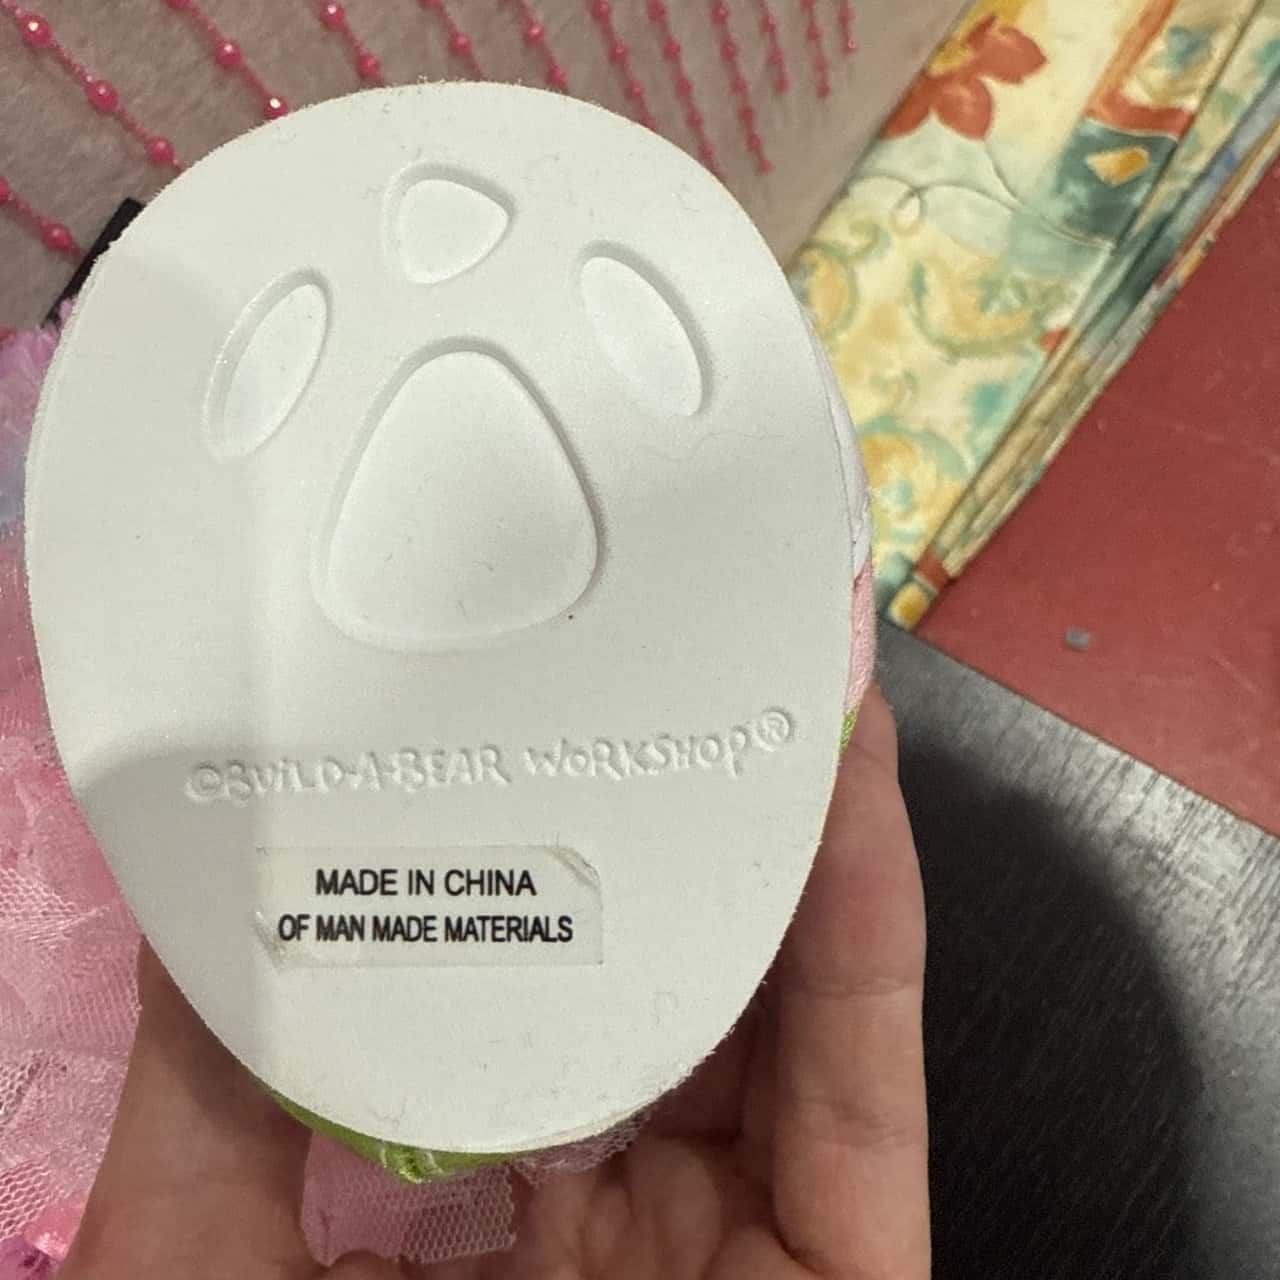 ©BUiLD-A-BEAR WORKSHOP®
MADE IN CHINA
OF MAN MADE MATERIALS